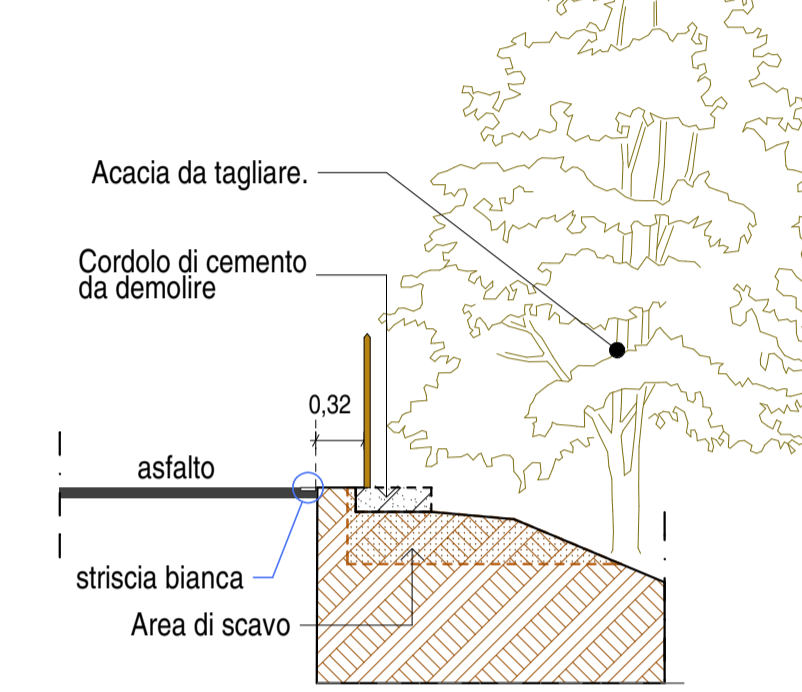 Acacia da tagliare.
Cordolo di cemento
da demolire
0,32
asfalto
striscia bianca
Area di scavo